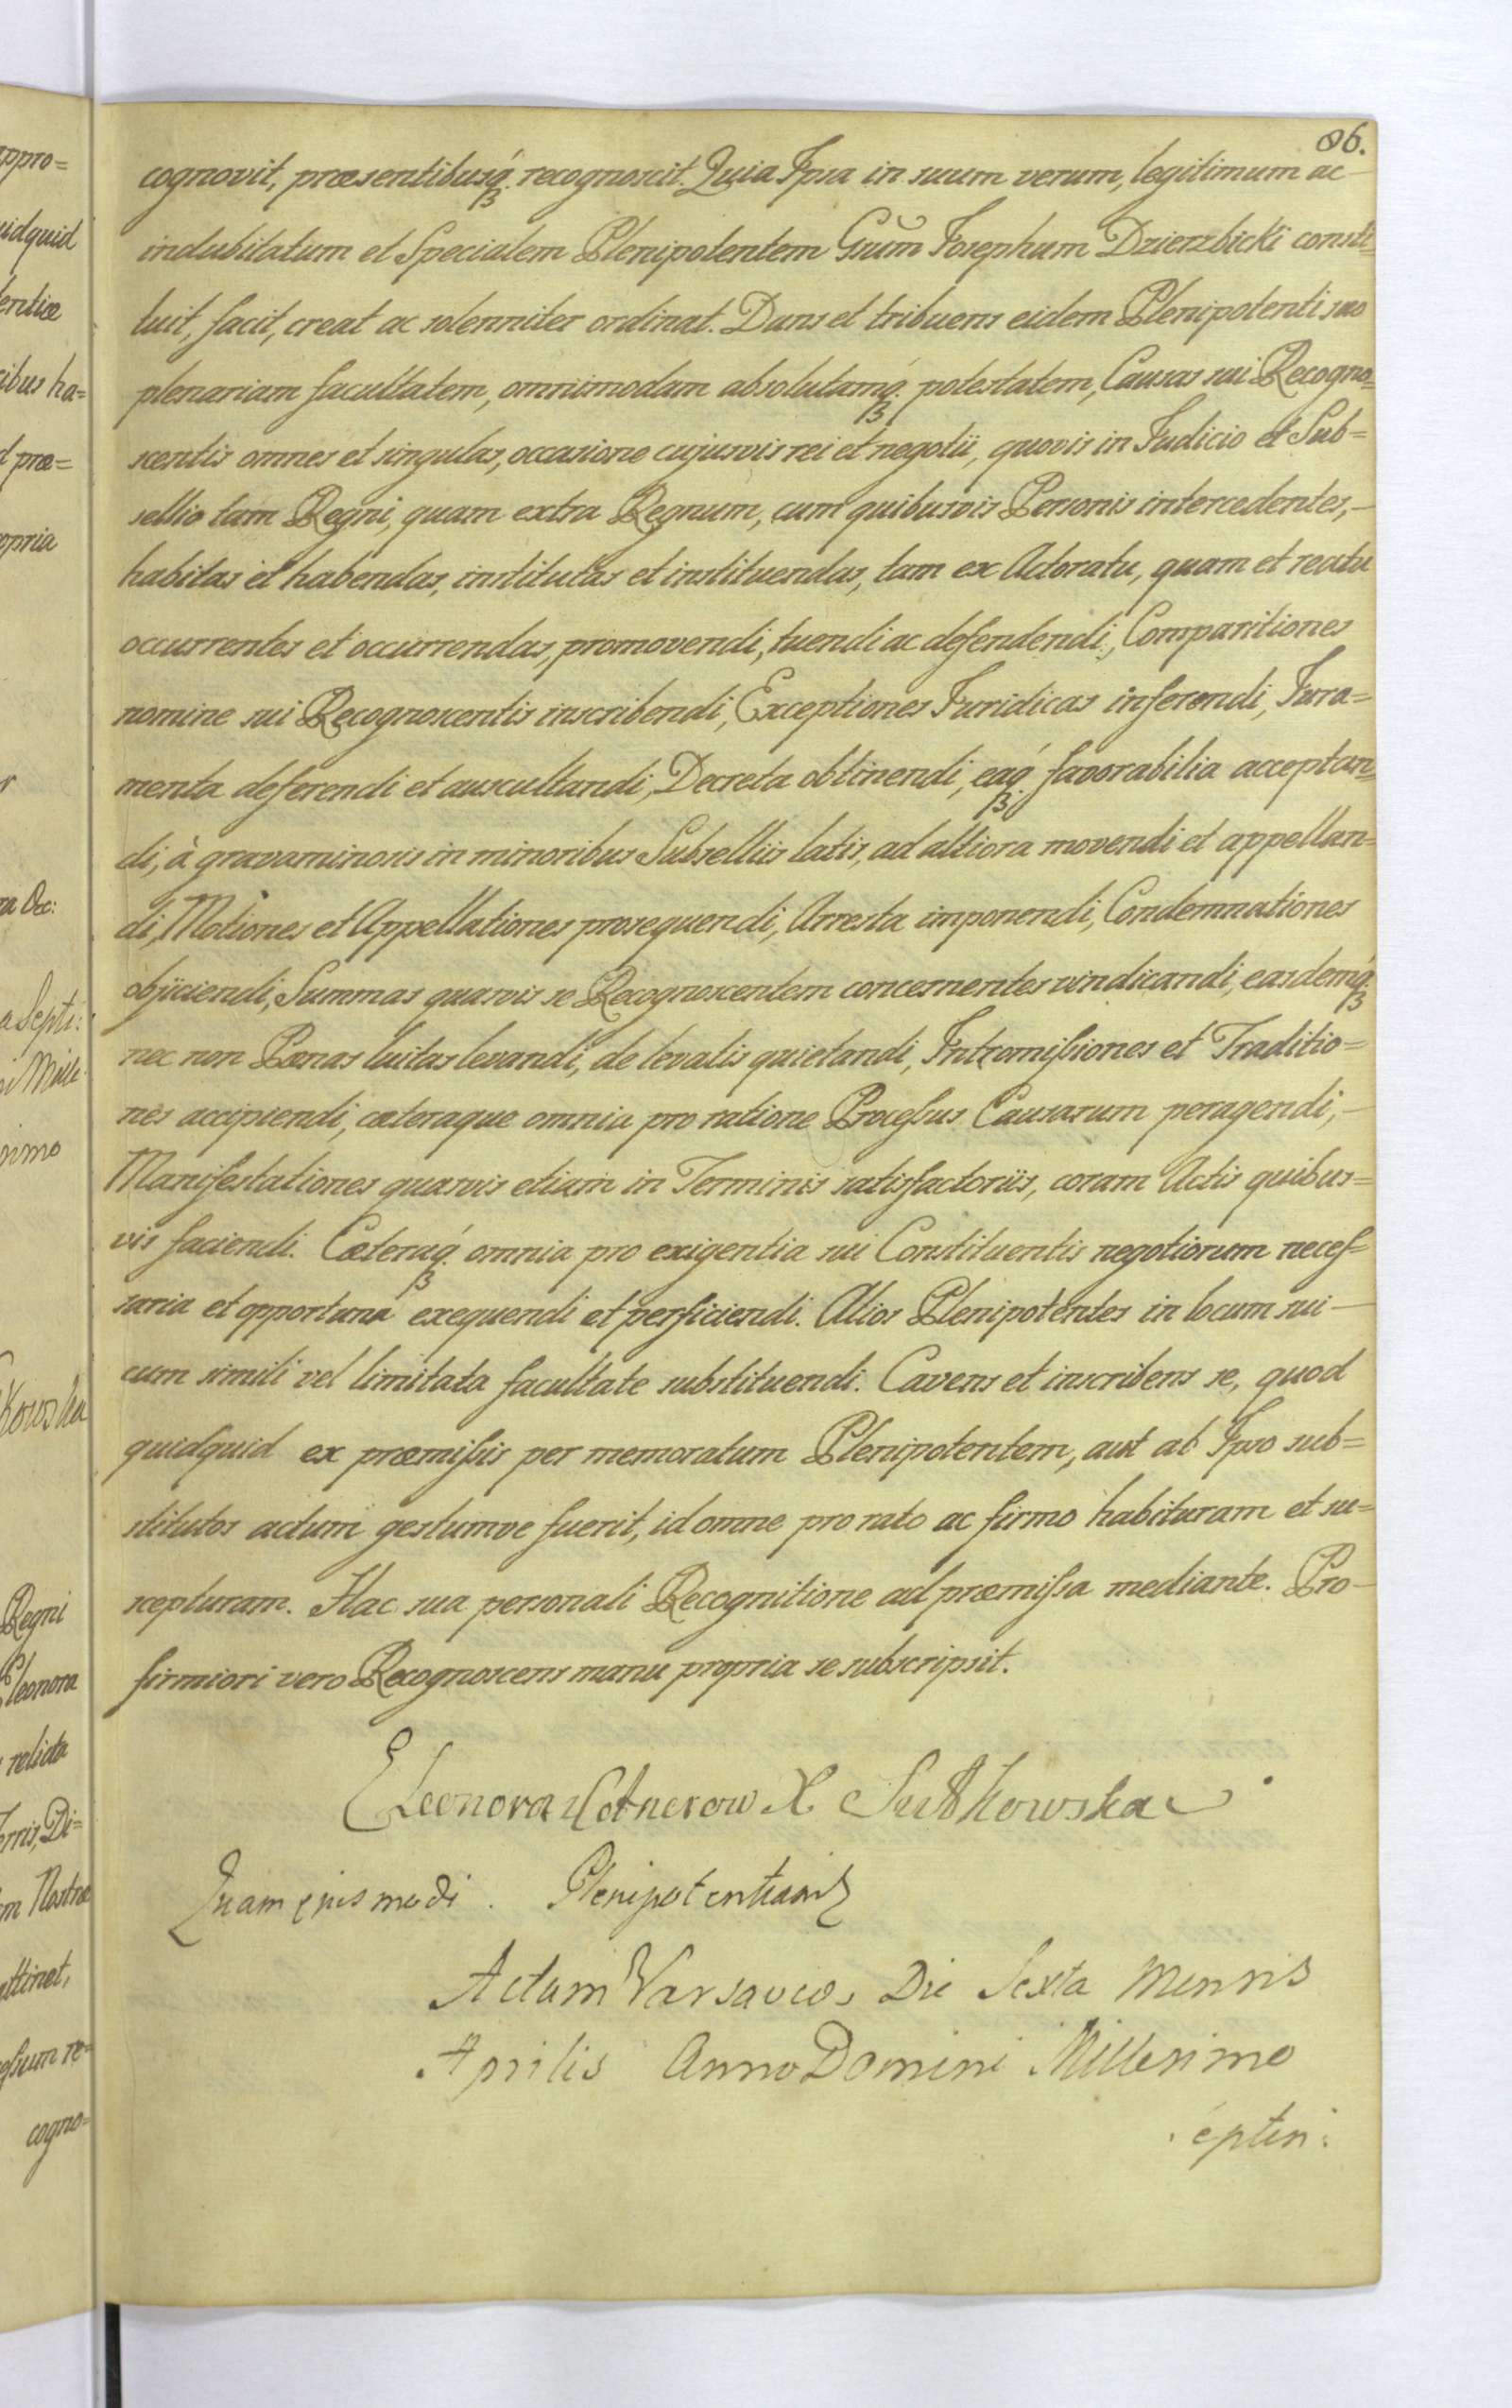 86.
cognovit, præsentibusq́ꝫ. recognoscit. Quia Ipsa in suum verum, legitimum ac
indubitatum et Specialem Plenipotentem Grum̃ Josephum Dzierzbicki consti=
tuit, facit, creat ac solenniter ordinat. Dans et tribuens eidem Plenipotenti suo
plenariam facultatem, omnimodam absolutamq́ꝫ. potestatem, Causas sui Recogno=
scentis omnes et singulas, occasione cujusvis rei et negotii, quovis in Judicio et Sub=
sellio tam Regni, quam extra Regnum, cum quibusvis Personis intercedentes,
habitas et habendas, institutas et instituendas, tam ex Actoratu, quam et reatu
occurrentes et occurrendas, promovendi, tuendi ac defendendi, Comparitiones
nomine sui Recognoscentis inscribendi, Exceptiones Juridicas inferendi, Jura=
menta deferendi et auscultandi, Decreta obtinendi, eaq́ꝫ. favorabilia acceptan=
di, à gravaminosis in minoribus Subselliis latis, ad altiora movendi et appellan=
di, Motiones et Appellationes prosequendi, Arresta imponendi, Condemnationes
objiciendi, Summas quasvis se Recognoscentem concernentes vindicandi, easdemq́ꝫ
nec non Pœnas luitas levandi, de levatis quietandi, Intromiſsiones et Traditio=
nes accipiendi, cæteraque omnia pro ratione Proceſsus Causarum peragendi,
Manifestationes quasvis etiam in Terminis satisfactoriis, coram Actis quibus=
vis faciendi. Cæteraq́ꝫ. omnia pro exigentia sui Constituentis negotiorum neceſ=
saria et opportuna exequendi et perficiendi. Alios Plenipotentes in locum sui
cum simili vel limitata facultate substituendi. Cavens et inscribens se, quod
quidquid ex præmiſsis per memoratum Plenipotentem, aut ab Ipso sub=
stitutos actum gestumve fuerit, id omne pro rato ac firmo habituram et su=
scepturam. Hac sua personali Recognitione ad præmiſsa mediante. Pro
firmiori vero Recognoscens manu propria se subscripsit.
Eleonora X Sułkowska
Quam ejusmodi. Plenipotentiam
Actum Varsaviæ, Die Sexta Mensis
Aprilis Anno Domini Millesimo